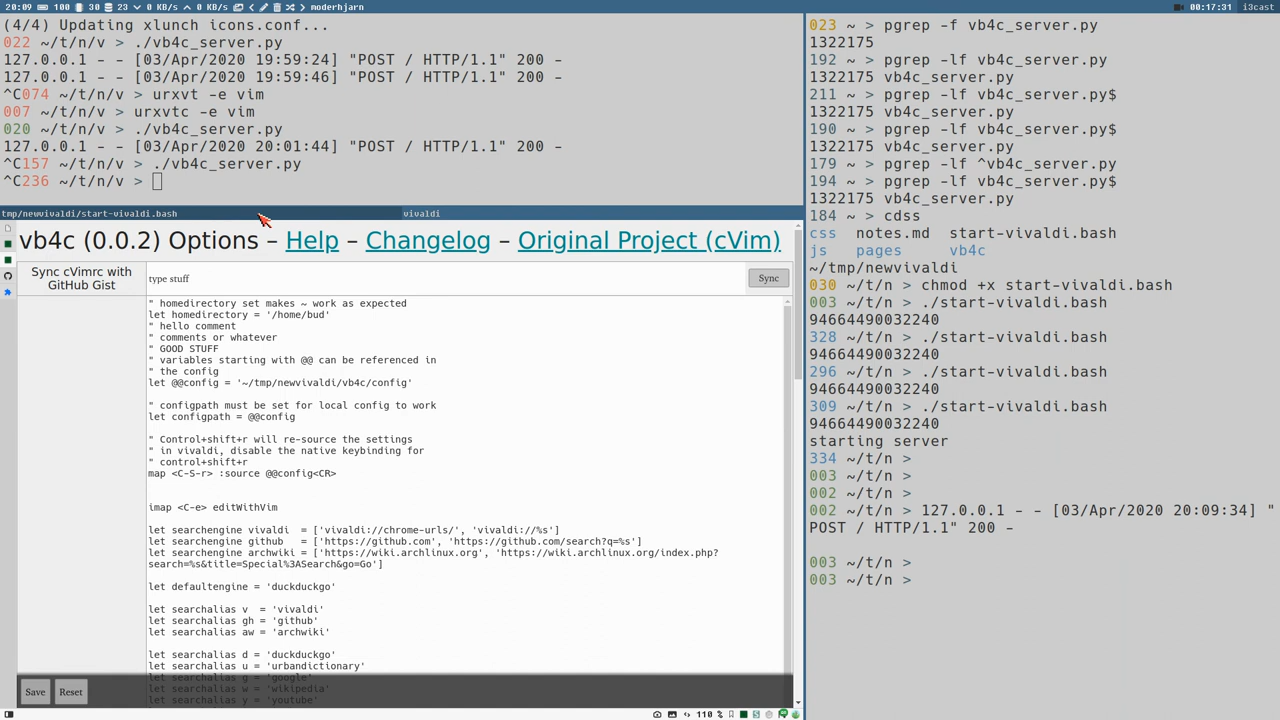 20:09 100 30 23 0 KB/s 0 KB/s moderhjarn 00:17:31 i3cast
(4/4) Updating xlunch icons.conf...
022 ~/t/n/v > ./vb4c_server.py
127.0.0.1 - - [03/Apr/2020 19:59:24] "POST / HTTP/1.1" 200 -
127.0.0.1 - - [03/Apr/2020 19:59:46] "POST / HTTP/1.1" 200 -
^C074 ~/t/n/v > urxvt -e vim
007 ~/t/n/v > urxvtc -e vim
020 ~/t/n/v > ./vb4c_server.py
127.0.0.1 - - [03/Apr/2020 20:01:44] "POST / HTTP/1.1" 200 -
^C157 ~/t/n/v > ./vb4c_server.py
^C236 ~/t/n/v >
tmp/newvivaldi/start-vivaldi.bash vivaldi
vb4c (0.0.2) Options – Help – Changelog – Original Project (cVim)
Sync cVimrc with
GitHub Gist
type stuff
Sync
" homedirectory set makes ~ work as expected
let homedirectory = '/home/bud'
" hello comment
" comments or whatever
" GOOD STUFF
" variables starting with @@ can be referenced in
" the config
let @@config = '~/tmp/newvivaldi/vb4c/config'
" configpath must be set for local config to work
let configpath = @@config
" Control+shift+r will re-source the settings
" in vivaldi, disable the native keybinding for
" control+shift+r
map <C-S-r> :source @@config<CR>
imap <C-e> editWithVim
let searchengine vivaldi  = ['vivaldi://chrome-urls/', 'vivaldi://%s']
let searchengine github   = ['https://github.com', 'https://github.com/search?q=%s']
let searchengine archwiki = ['https://wiki.archlinux.org', 'https://wiki.archlinux.org/index.php?
search=%s&title=Special%3ASearch&go=Go']
let defaultengine = 'duckduckgo'
let searchalias v  = 'vivaldi'
let searchalias gh = 'github'
let searchalias aw = 'archwiki'
let searchalias d = 'duckduckgo'
let searchalias u = 'urbandictionary'
let searchalias g = 'google'
let searchalias w = 'wikipedia'
let searchalias y = 'youtube'
Save Reset
110 %
023 ~ > pgrep -f vb4c_server.py
1322175
192 ~ > pgrep -lf vb4c_server.py
1322175 vb4c_server.py
211 ~ > pgrep -lf vb4c_server.py$
1322175 vb4c_server.py
190 ~ > pgrep -lf vb4c_server.py$
1322175 vb4c_server.py
179 ~ > pgrep -lf ^vb4c_server.py
194 ~ > pgrep -lf vb4c_server.py$
1322175 vb4c_server.py
184 ~ > cdss
css notes.md start-vivaldi.bash
js pages vb4c
~/tmp/newvivaldi
030 ~/t/n > chmod +x start-vivaldi.bash
003 ~/t/n > ./start-vivaldi.bash
94664490032240
328 ~/t/n > ./start-vivaldi.bash
94664490032240
296 ~/t/n > ./start-vivaldi.bash
94664490032240
309 ~/t/n > ./start-vivaldi.bash
94664490032240
starting server
334 ~/t/n >
003 ~/t/n >
002 ~/t/n >
002 ~/t/n > 127.0.0.1 - - [03/Apr/2020 20:09:34] "
POST / HTTP/1.1" 200 -
003 ~/t/n >
003 ~/t/n >